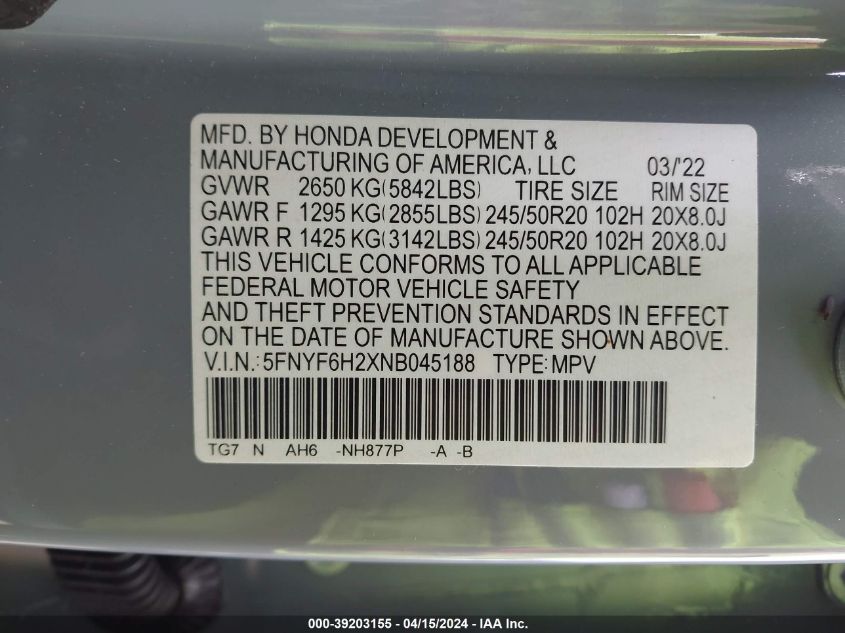 MFD. BY HONDA DEVELOPMENT &
MANUFACTURING OF AMERICA, LLC 03/'22
GVWR 2650 KG(5842LBS) TIRE SIZE RIM SIZE
GAWR F 1295 KG(2855LBS) 245/50R20 102H 20X8.0J
GAWR R 1425 KG(3142LBS) 245/50R20 102H 20X8.0J
THIS VEHICLE CONFORMS TO ALL APPLICABLE
FEDERAL MOTOR VEHICLE SAFETY
AND THEFT PREVENTION STANDARDS IN EFFECT
ON THE DATE OF MANUFACTURE SHOWN ABOVE.
V.I.N.:5FNYF6H2XNB045188 TYPE:MPV
TG7 N AH6 -NH877P -A -B
000-39203155 - 04/15/2024 - IAA Inc.